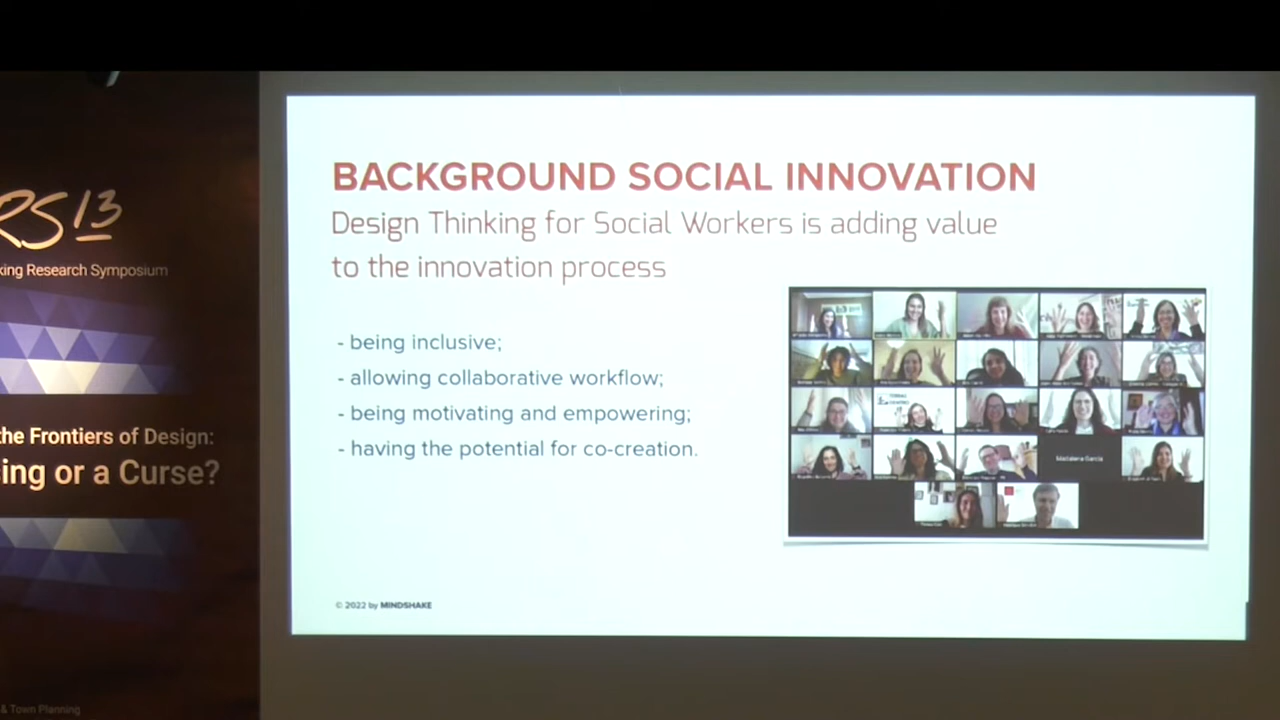 RS13
king Research Symposium
the Frontiers of Design:
sing or a Curse?
& Town Planning
BACKGROUND SOCIAL INNOVATION
Design Thinking for Social Workers is adding value
to the innovation process
- being inclusive;
- allowing collaborative workflow;
- being motivating and empowering;
- having the potential for co-creation.
Madalena Garcia
© 2022 by MINDSHAKE